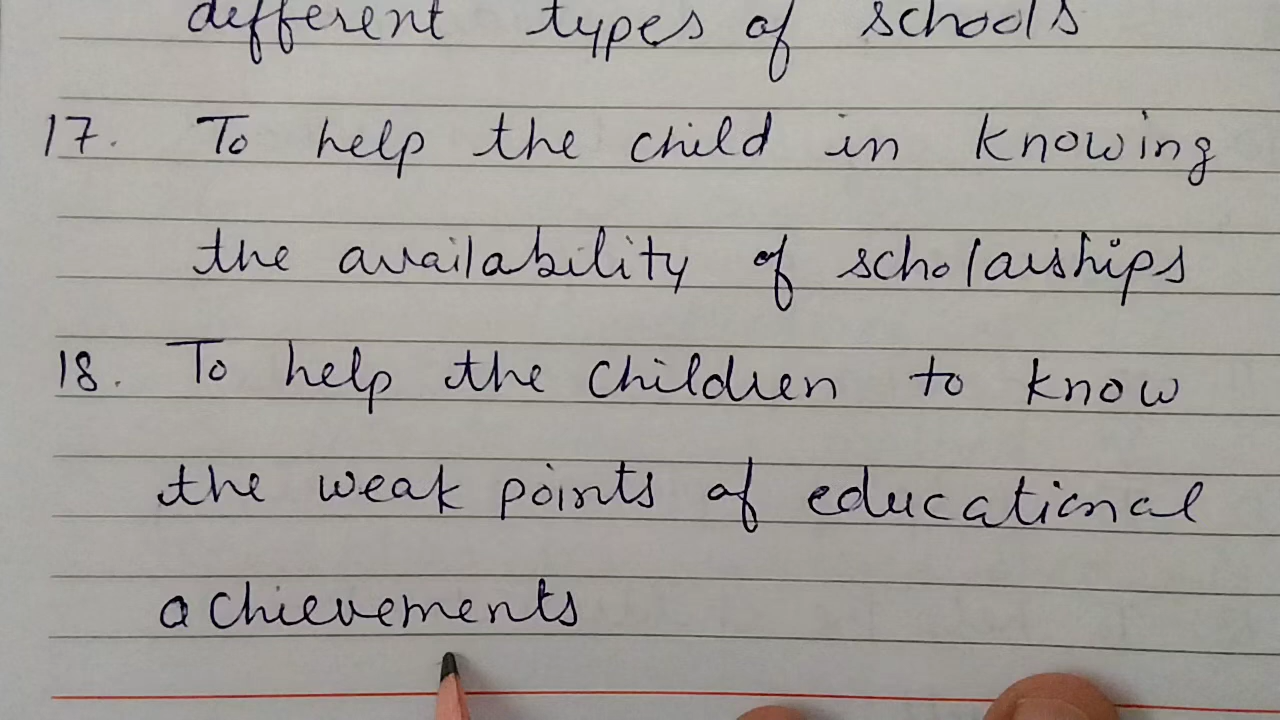 different types of schools
17. To help the child in knowing
the availability of scholarships
18. To help the children to know
the weak points of educational
achievements